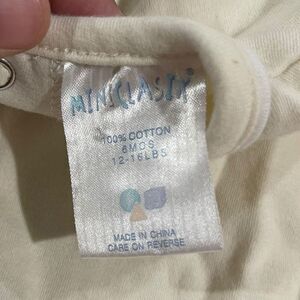 MINICLASIX
100% COTTON
6MOS
12-16LBS
MADE IN CHINA
CARE ON REVERSE